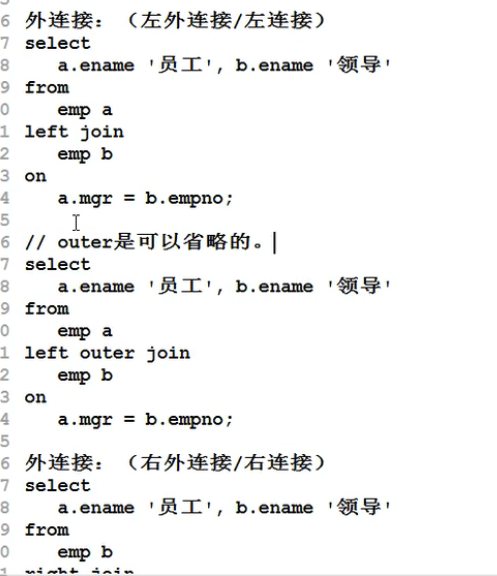 6 外连接：（左外连接/左连接）
7 select
8 a.ename '员工', b.ename '领导'
9 from
0 emp a
1 left join
2 emp b
3 on
4 a.mgr = b.empno;
5
6 // outer是可以省略的。
7 select
8 a.ename '员工', b.ename '领导'
9 from
0 emp a
1 left outer join
2 emp b
3 on
4 a.mgr = b.empno;
5
6 外连接：（右外连接/右连接）
7 select
8 a.ename '员工', b.ename '领导'
9 from
0 emp b
1 right join